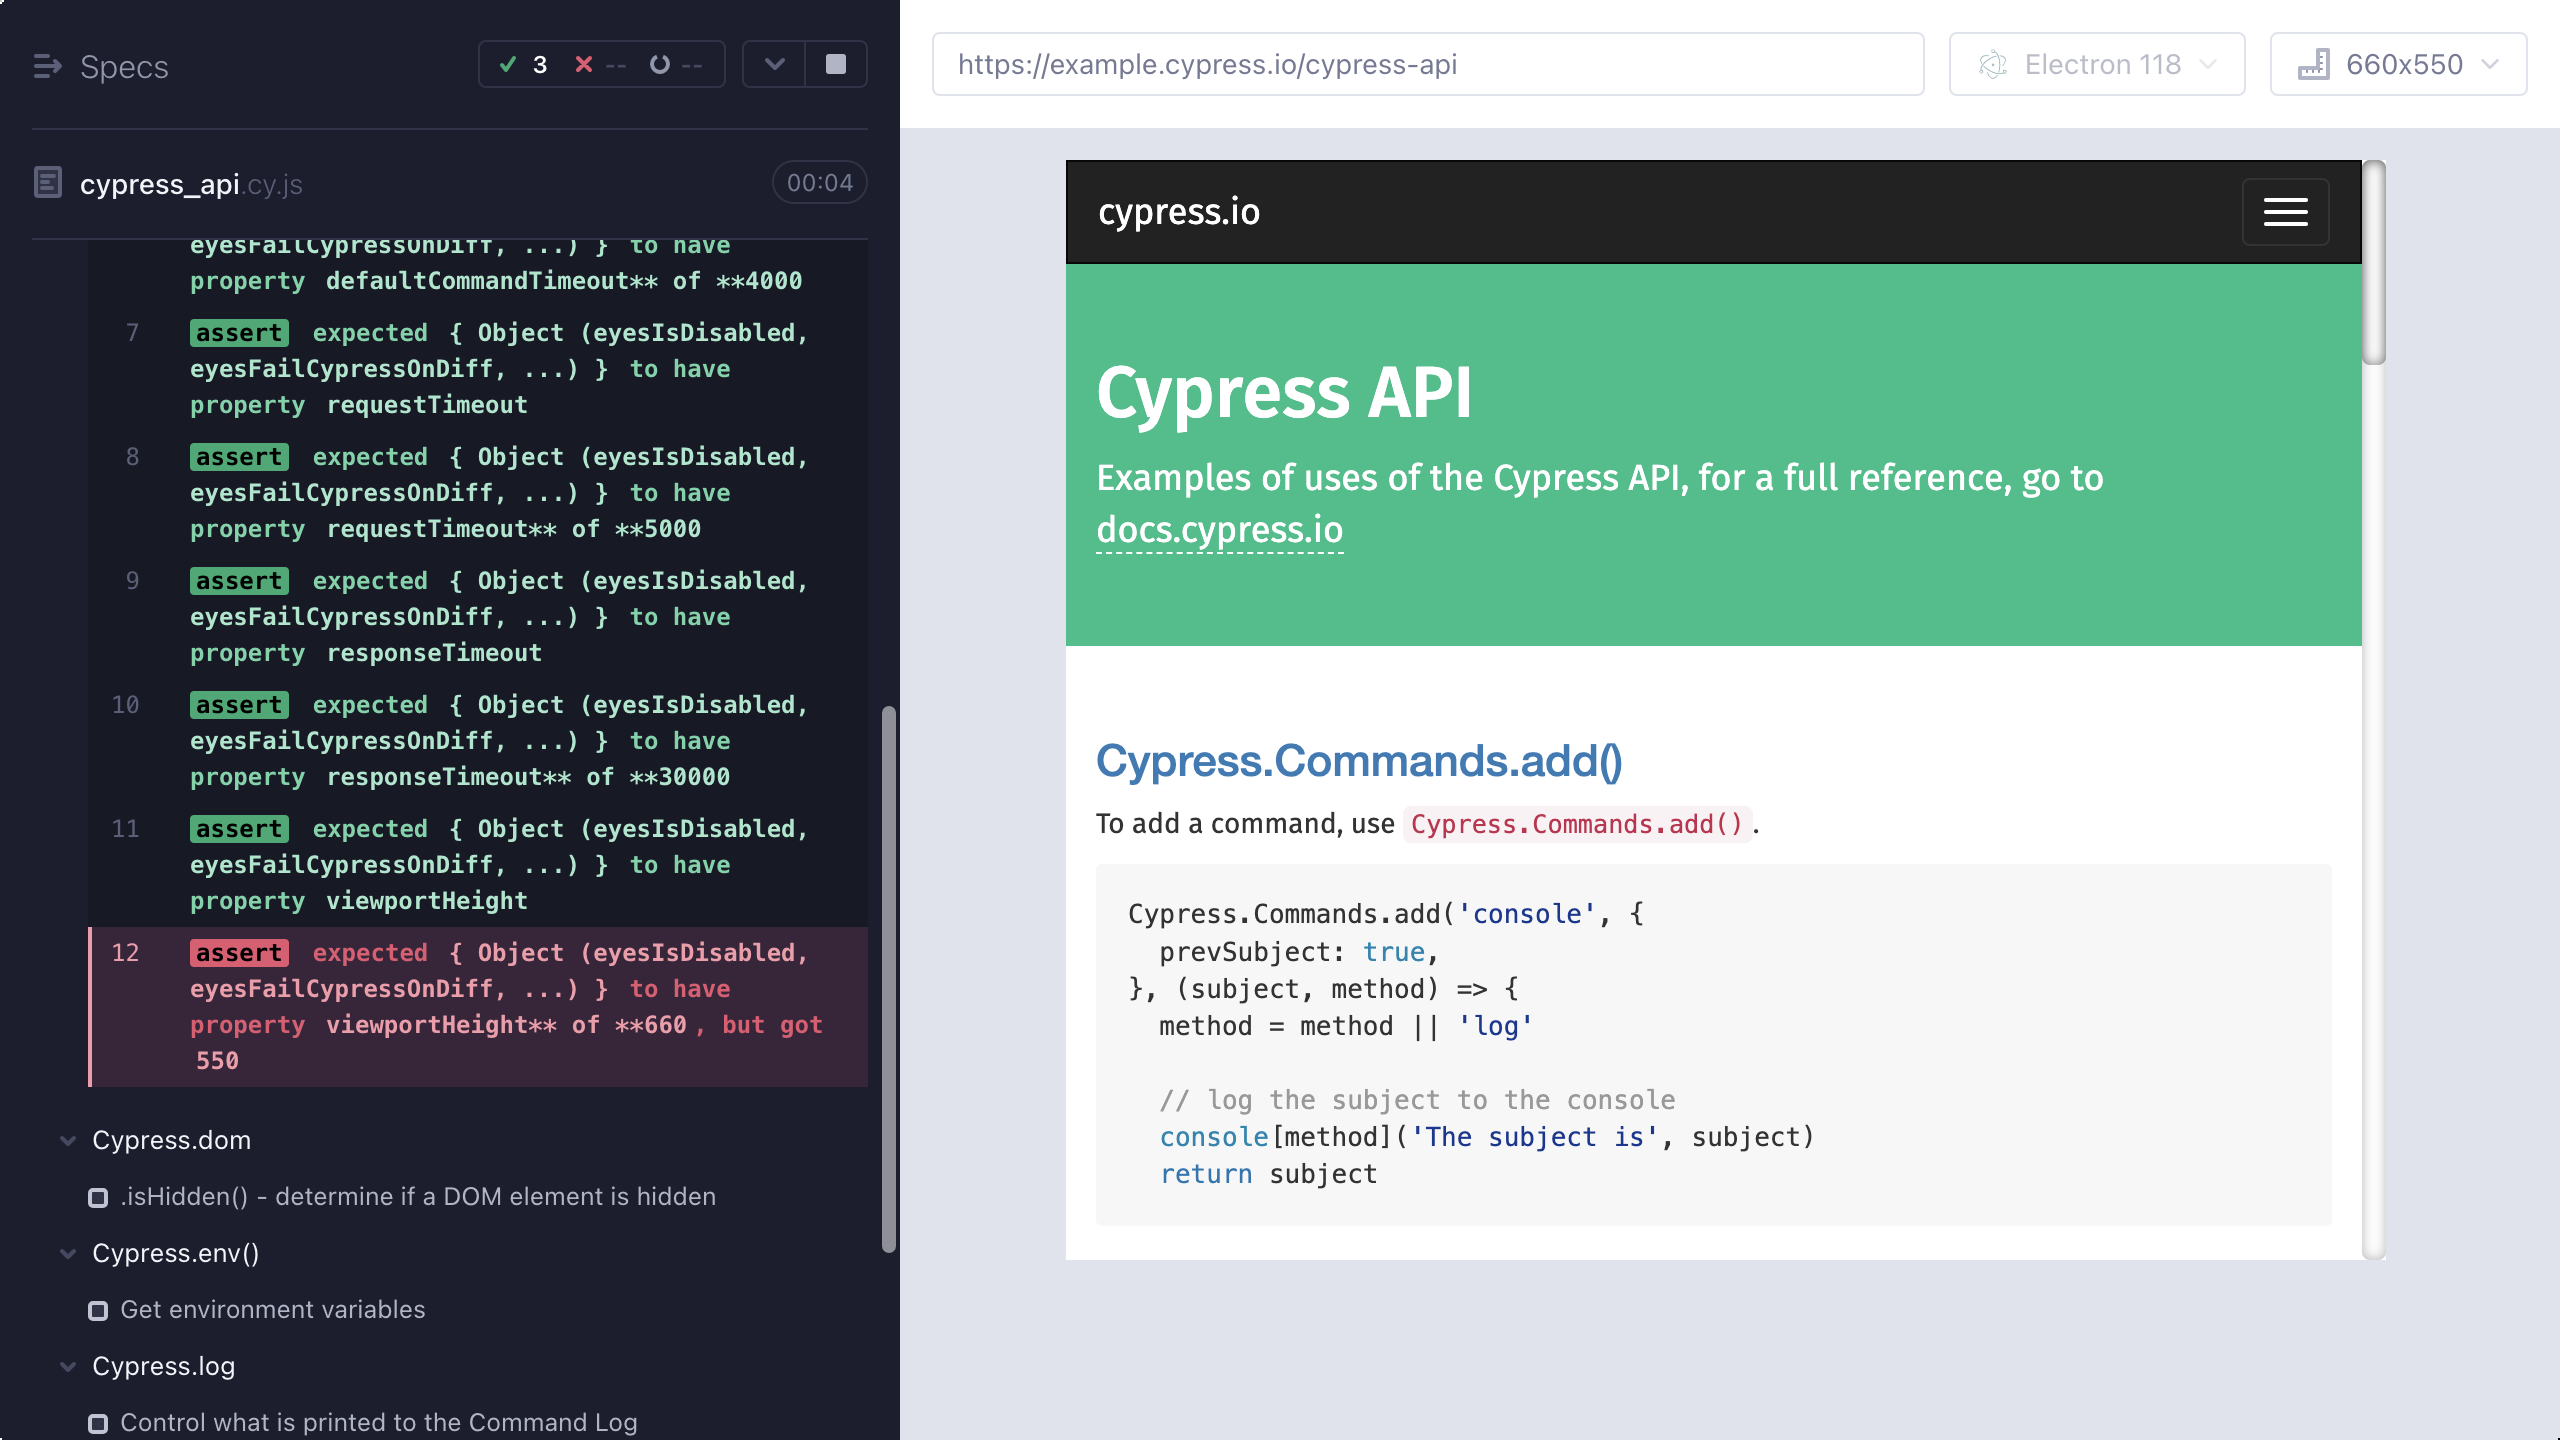 Specs
3 -- --
cypress_api.cy.js 00:04
eyesFailCypressOnDiff, ...) } to have
property defaultCommandTimeout** of **4000
7 assert expected { Object (eyesIsDisabled,
eyesFailCypressOnDiff, ...) } to have
property requestTimeout
8 assert expected { Object (eyesIsDisabled,
eyesFailCypressOnDiff, ...) } to have
property requestTimeout** of **5000
9 assert expected { Object (eyesIsDisabled,
eyesFailCypressOnDiff, ...) } to have
property responseTimeout
10 assert expected { Object (eyesIsDisabled,
eyesFailCypressOnDiff, ...) } to have
property responseTimeout** of **30000
11 assert expected { Object (eyesIsDisabled,
eyesFailCypressOnDiff, ...) } to have
property viewportHeight
12 assert expected { Object (eyesIsDisabled,
eyesFailCypressOnDiff, ...) } to have
property viewportHeight** of **660 , but got
550
Cypress.dom
.isHidden() - determine if a DOM element is hidden
Cypress.env()
Get environment variables
Cypress.log
Control what is printed to the Command Log
https://example.cypress.io/cypress-api
Electron 118
660x550
cypress.io
Cypress API
Examples of uses of the Cypress API, for a full reference, go to
docs.cypress.io
Cypress.Commands.add()
To add a command, use Cypress.Commands.add().
Cypress.Commands.add('console', {
prevSubject: true,
}, (subject, method) => {
method = method || 'log'
// log the subject to the console
console[method]('The subject is', subject)
return subject